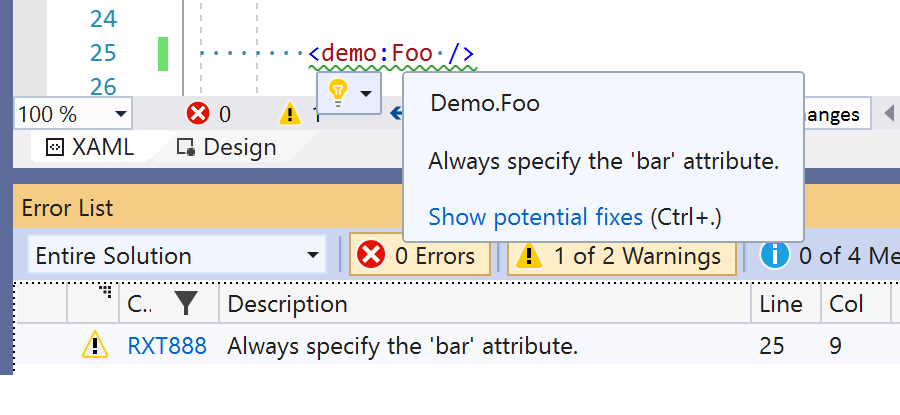 24
25 <demo:Foo />
26
100 % 0 1 hanges
Demo.Foo
Always specify the 'bar' attribute.
Show potential fixes (Ctrl+.)
XAML Design
Error List
Entire Solution 0 Errors 1 of 2 Warnings 0 of 4 Me
C.. Description Line Col
RXT888 Always specify the 'bar' attribute. 25 9